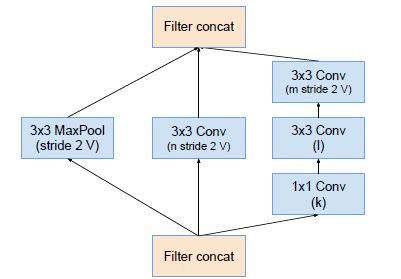 Filter concat
3x3 Conv
(m stride 2 V)
3x3 MaxPool
(stride 2 V)
3x3 Conv
(n stride 2 V)
3x3 Conv
(l)
1x1 Conv
(k)
Filter concat